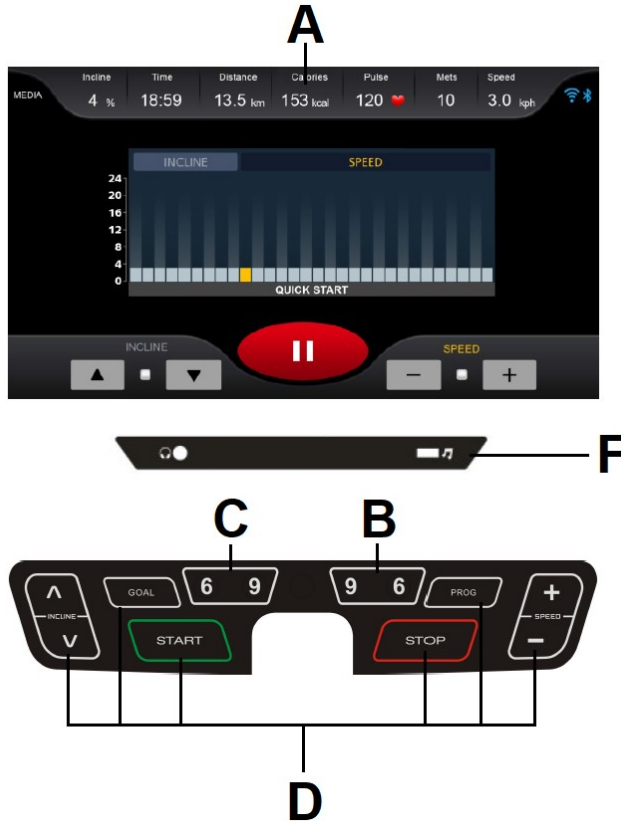 A
Incline Time Distance Calories Pulse Mets Speed
MEDIA 4 % 18:59 13.5 km 153 kcal 120 10 3.0 kph
INCLINE SPEED
24
20
16
12
8
4
0
QUICK START
INCLINE SPEED
F
C B
GOAL 6 9 9 6 PROG
INCLINE SPEED
START STOP
D